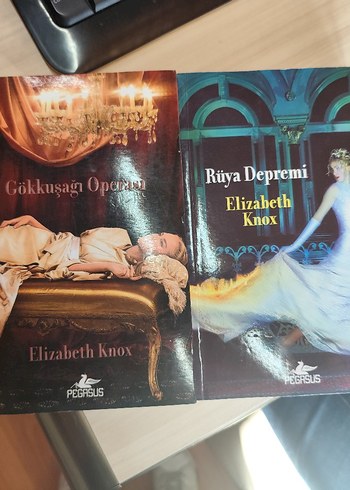 Gökkuşağı Operası
Elizabeth Knox
PEGASUS
Rüya Depremi
Elizabeth
Knox
PEGASUS